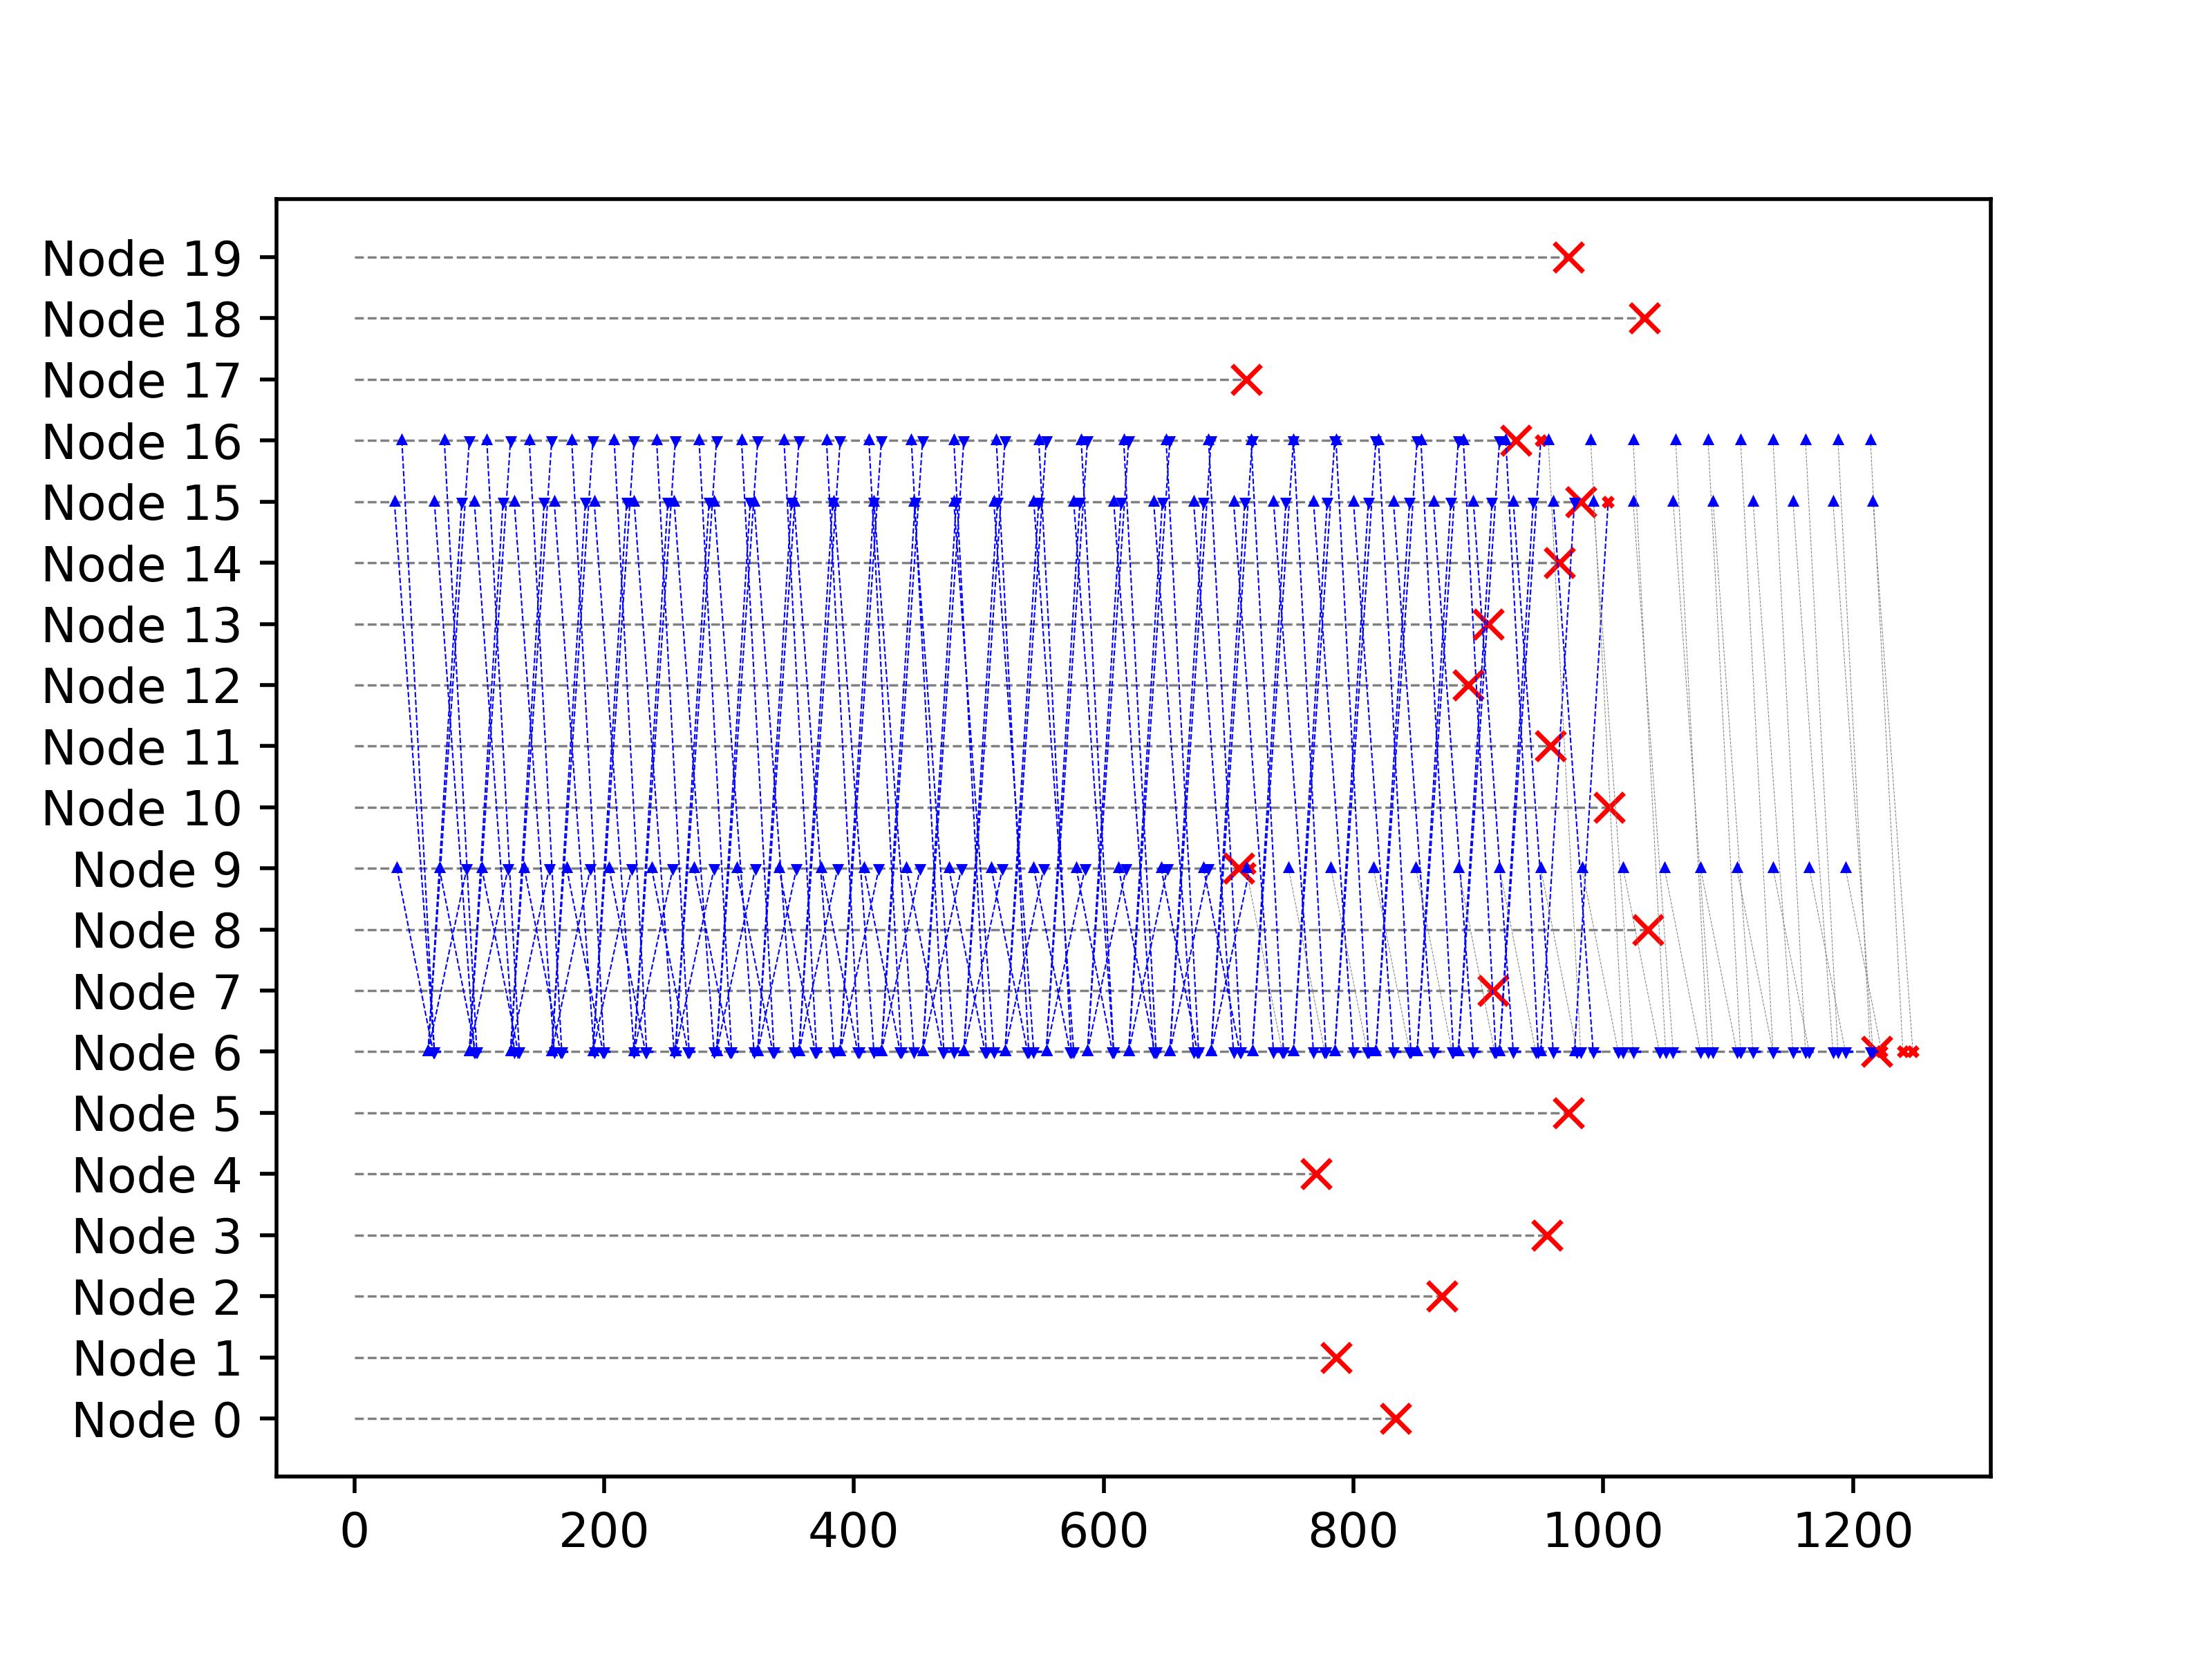 Node 19
Node 18
Node 17
Node 16
Node 15
Node 14
Node 13
Node 12
Node 11
Node 10
Node 9
Node 8
Node 7
Node 6
Node 5
Node 4
Node 3
Node 2
Node 1
Node 0
0 200 400 600 800 1000 1200